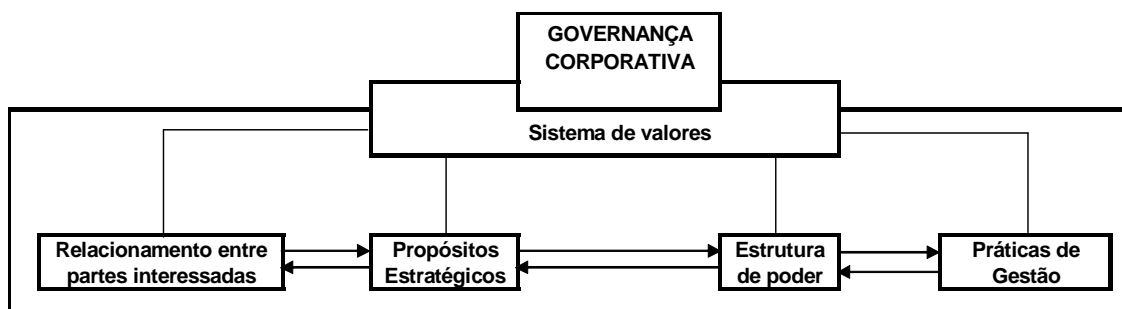 GOVERNANÇA
CORPORATIVA
Sistema de valores
Relacionamento entre
partes interessadas
Propósitos
Estratégicos
Estrutura
de poder
Práticas de
Gestão